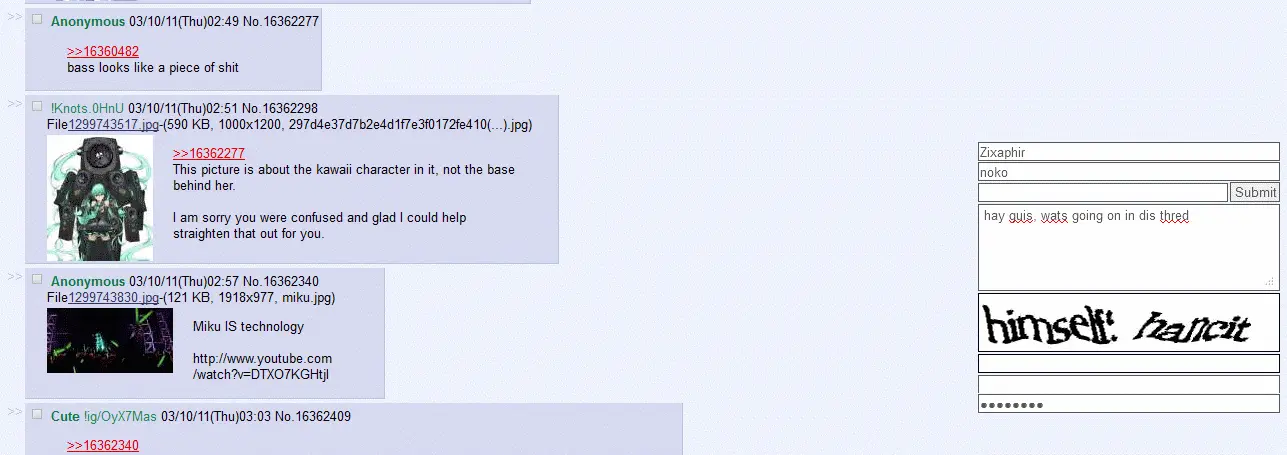 >> Anonymous 03/10/11(Thu)02:49 No.16362277
>>16360482
bass looks like a piece of shit
>> !Knots.0HnU 03/10/11(Thu)02:51 No.16362298
File1299743517.jpg-(590 KB, 1000x1200, 297d4e37d7b2e4d1f7e3f0172fe410(...).jpg)
>>16362277
This picture is about the kawaii character in it, not the base
behind her.
I am sorry you were confused and glad I could help
straighten that out for you.
>> Anonymous 03/10/11(Thu)02:57 No.16362340
File1299743830.jpg-(121 KB, 1918x977, miku.jpg)
Miku IS technology
http://www.youtube.com
/watch?v=DTXO7KGHtjI
>> Cute !ig/OyX7Mas 03/10/11(Thu)03:03 No.16362409
>>16362340
Zixaphir
noko
Submit
hay guis, wats going on in dis thred
himself: hancit
●●●●●●●●